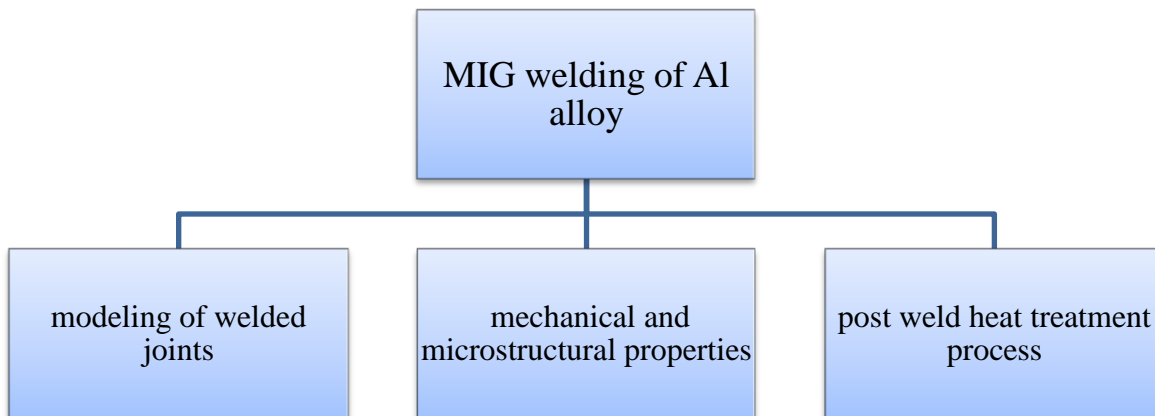 MIG welding of Al
alloy
modeling of welded
joints
mechanical and
microstructural properties
post weld heat treatment
process